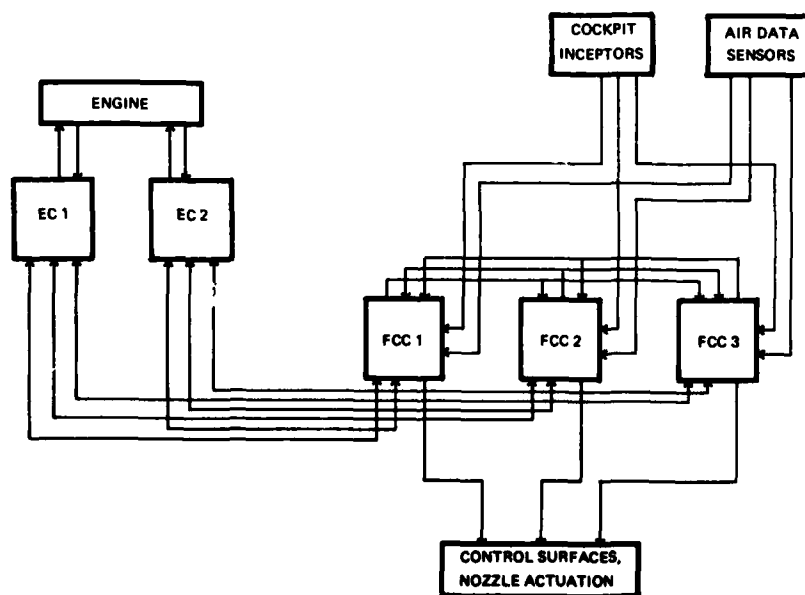 COCKPIT
INCEPTORS
AIR DATA
SENSORS
ENGINE
EC 1
EC 2
FCC 1
FCC 2
FCC 3
CONTROL SURFACES,
NOZZLE ACTUATION